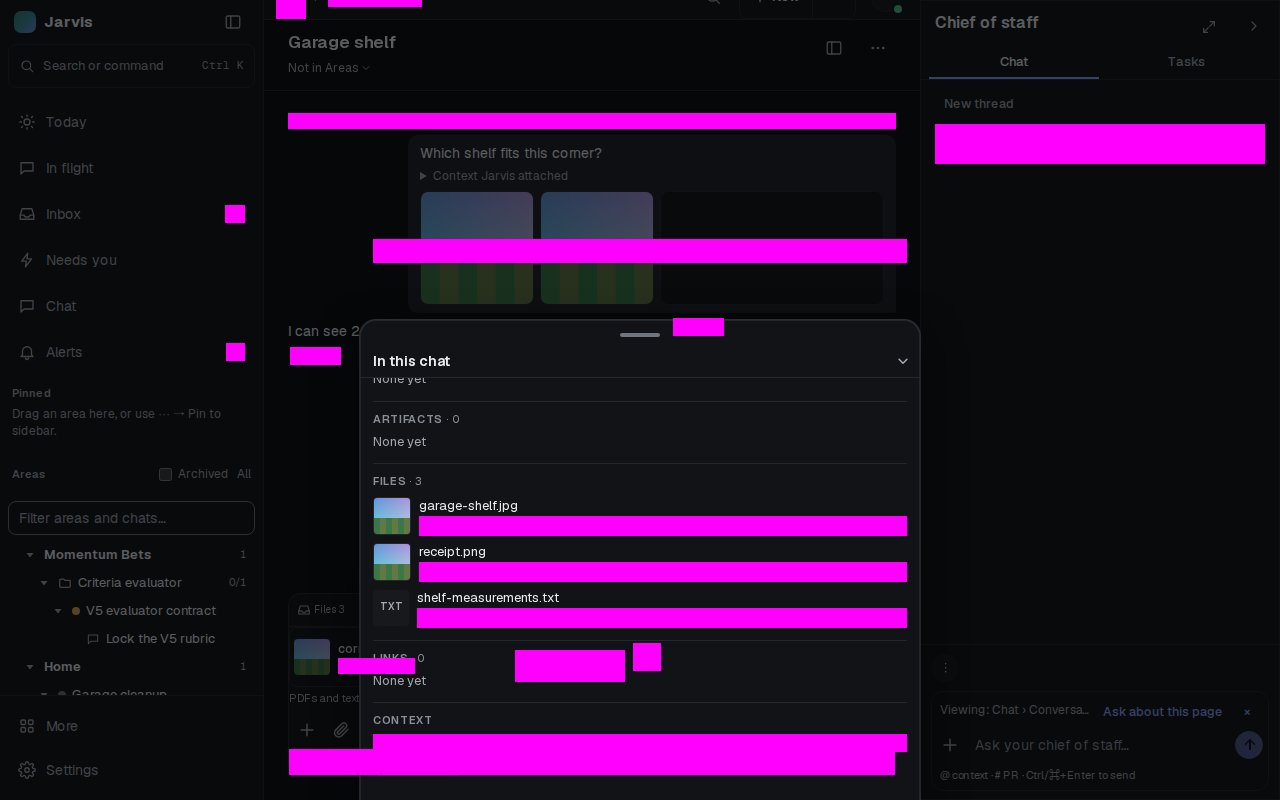 Jarvis
Search or command
Ctrl K
Today
In flight
Inbox
Needs you
Chat
Alerts
Pinned
Drag an area here, or use ··· → Pin to
sidebar.
Areas
Archived
All
Filter areas and chats...
Momentum Bets
1
Criteria evaluator
0/1
V5 evaluator contract
Lock the V5 rubric
Home
1
Garage cleanup
More
Settings
Garage shelf
Not in Areas
Which shelf fits this corner?
Context Jarvis attached
I can see 2
Files 3
PDFs and text
In this chat
None yet
ARTIFACTS · 0
None yet
FILES · 3
garage-shelf.jpg
receipt.png
TXT
shelf-measurements.txt
LINKS · 0
None yet
CONTEXT
Chief of staff
Chat
Tasks
New thread
Viewing: Chat › Conversa...
Ask about this page
×
Ask your chief of staff...
@ context · # PR · Ctrl/⌘+Enter to send